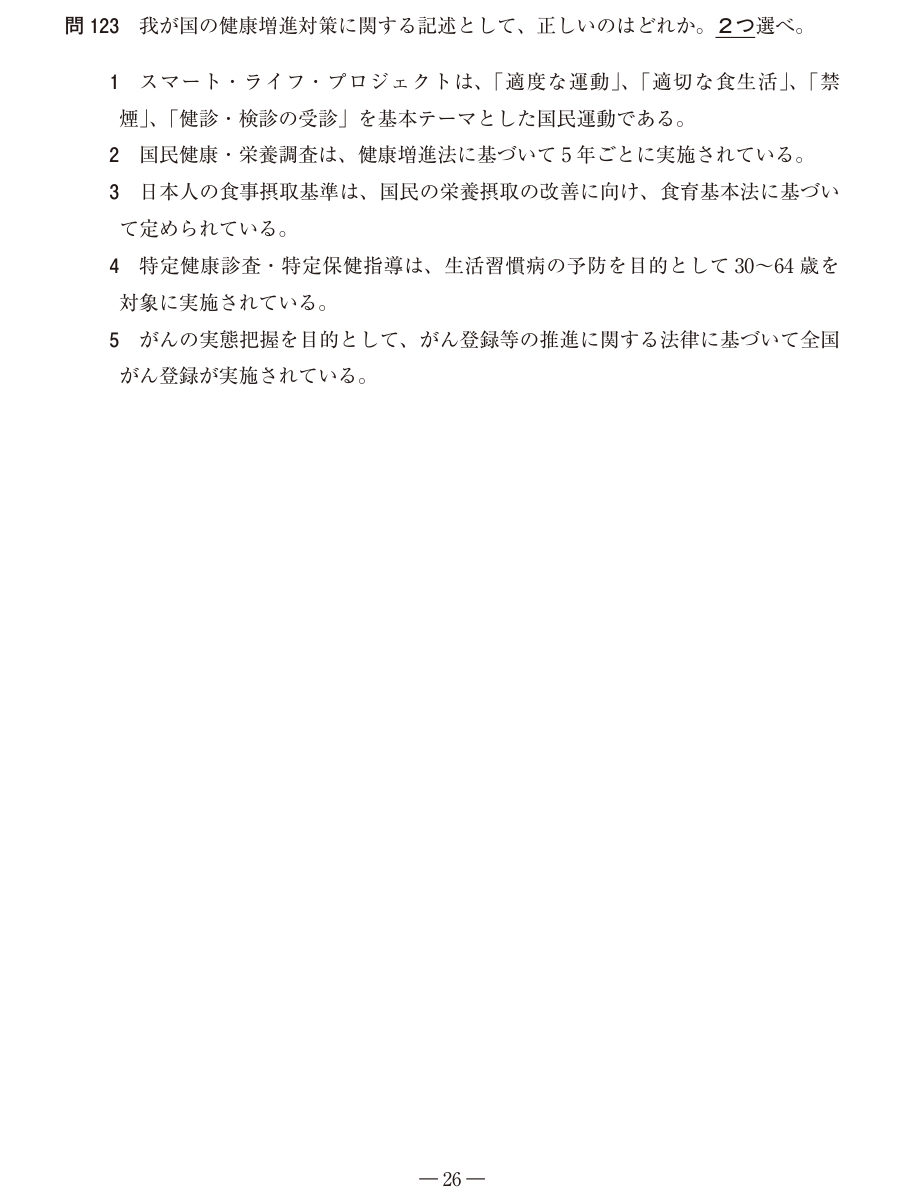 問 123　我が国の健康増進対策に関する記述として、正しいのはどれか。２つ選べ。
1　スマート・ライフ・プロジェクトは、「適度な運動」、「適切な食生活」、「禁
煙」、「健診・検診の受診」を基本テーマとした国民運動である。
2　国民健康・栄養調査は、健康増進法に基づいて 5 年ごとに実施されている。
3　日本人の食事摂取基準は、国民の栄養摂取の改善に向け、食育基本法に基づい
て定められている。
4　特定健康診査・特定保健指導は、生活習慣病の予防を目的として 30～64 歳を
対象に実施されている。
5　がんの実態把握を目的として、がん登録等の推進に関する法律に基づいて全国
がん登録が実施されている。
— 26 —